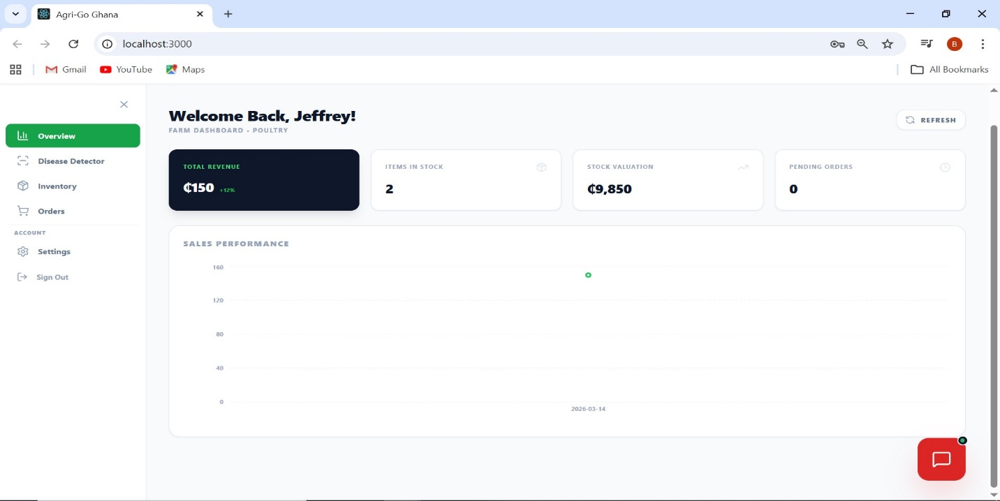 Agri-Go Ghana
localhost:3000
B
Gmail
YouTube
Maps
All Bookmarks
Overview
Disease Detector
Inventory
Orders
ACCOUNT
Settings
Sign Out
Welcome Back, Jeffrey!
FARM DASHBOARD - POULTRY
REFRESH
TOTAL REVENUE
₵150 +12%
ITEMS IN STOCK
2
STOCK VALUATION
₵9,850
PENDING ORDERS
0
SALES PERFORMANCE
160
120
80
40
0
2026-03-14